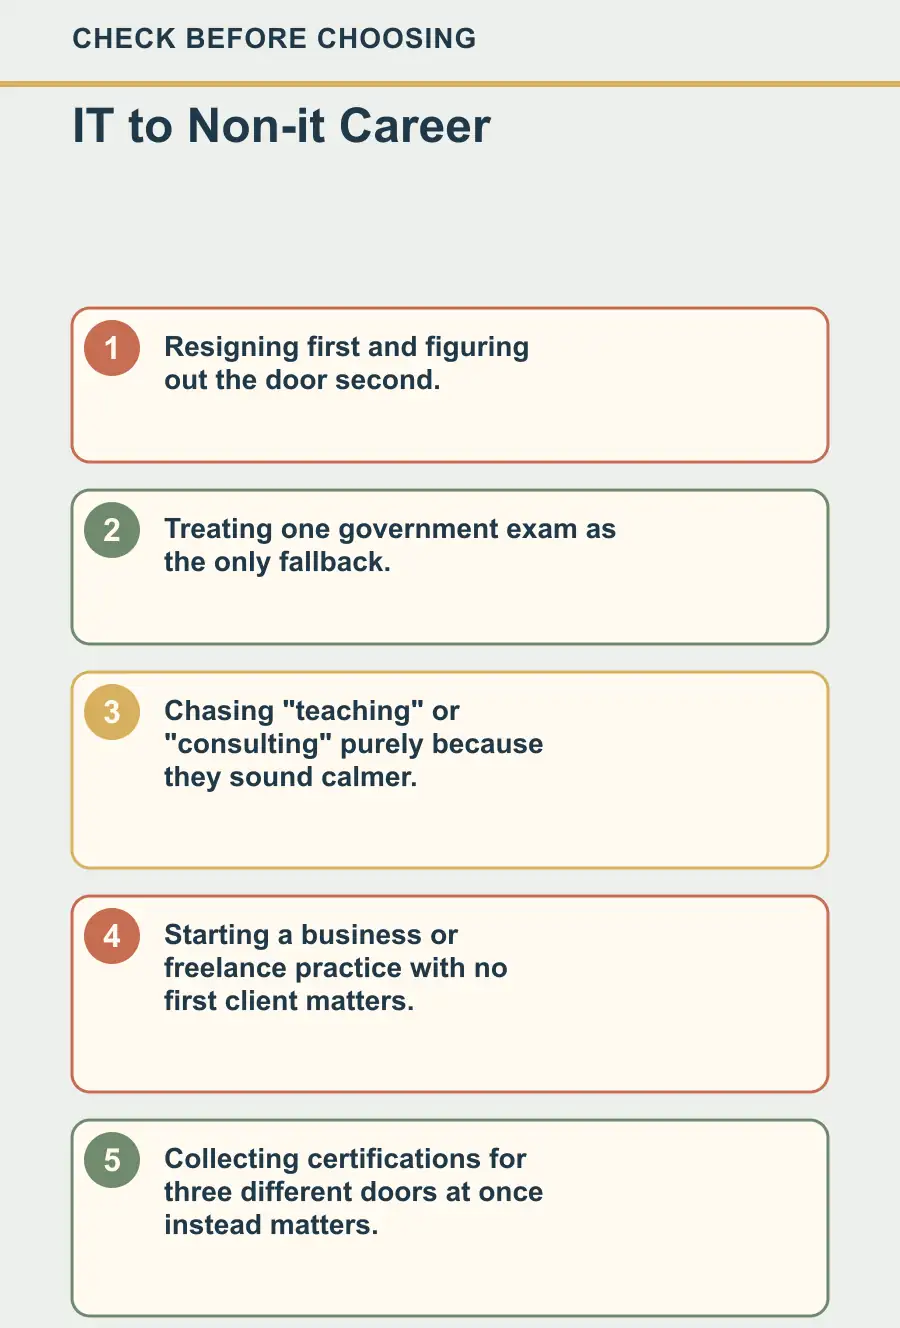 CHECK BEFORE CHOOSING
IT to Non-it Career
1
Resigning first and figuring
out the door second.
2
Treating one government exam as
the only fallback.
3
Chasing "teaching" or
"consulting" purely because
they sound calmer.
4
Starting a business or
freelance practice with no
first client matters.
5
Collecting certifications for
three different doors at once
instead matters.